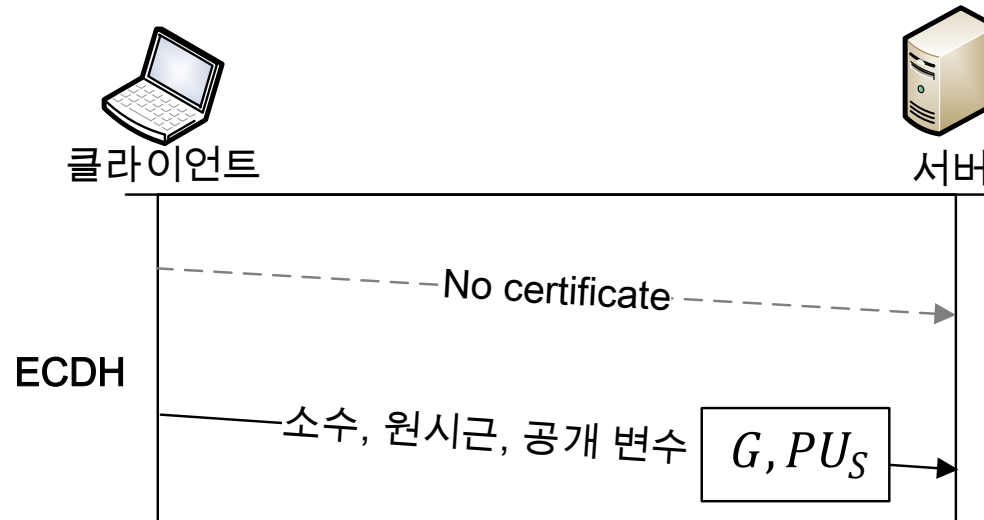 클라이언트
서버
No certificate
ECDH
소수, 원시근, 공개 변수 G, PU_S